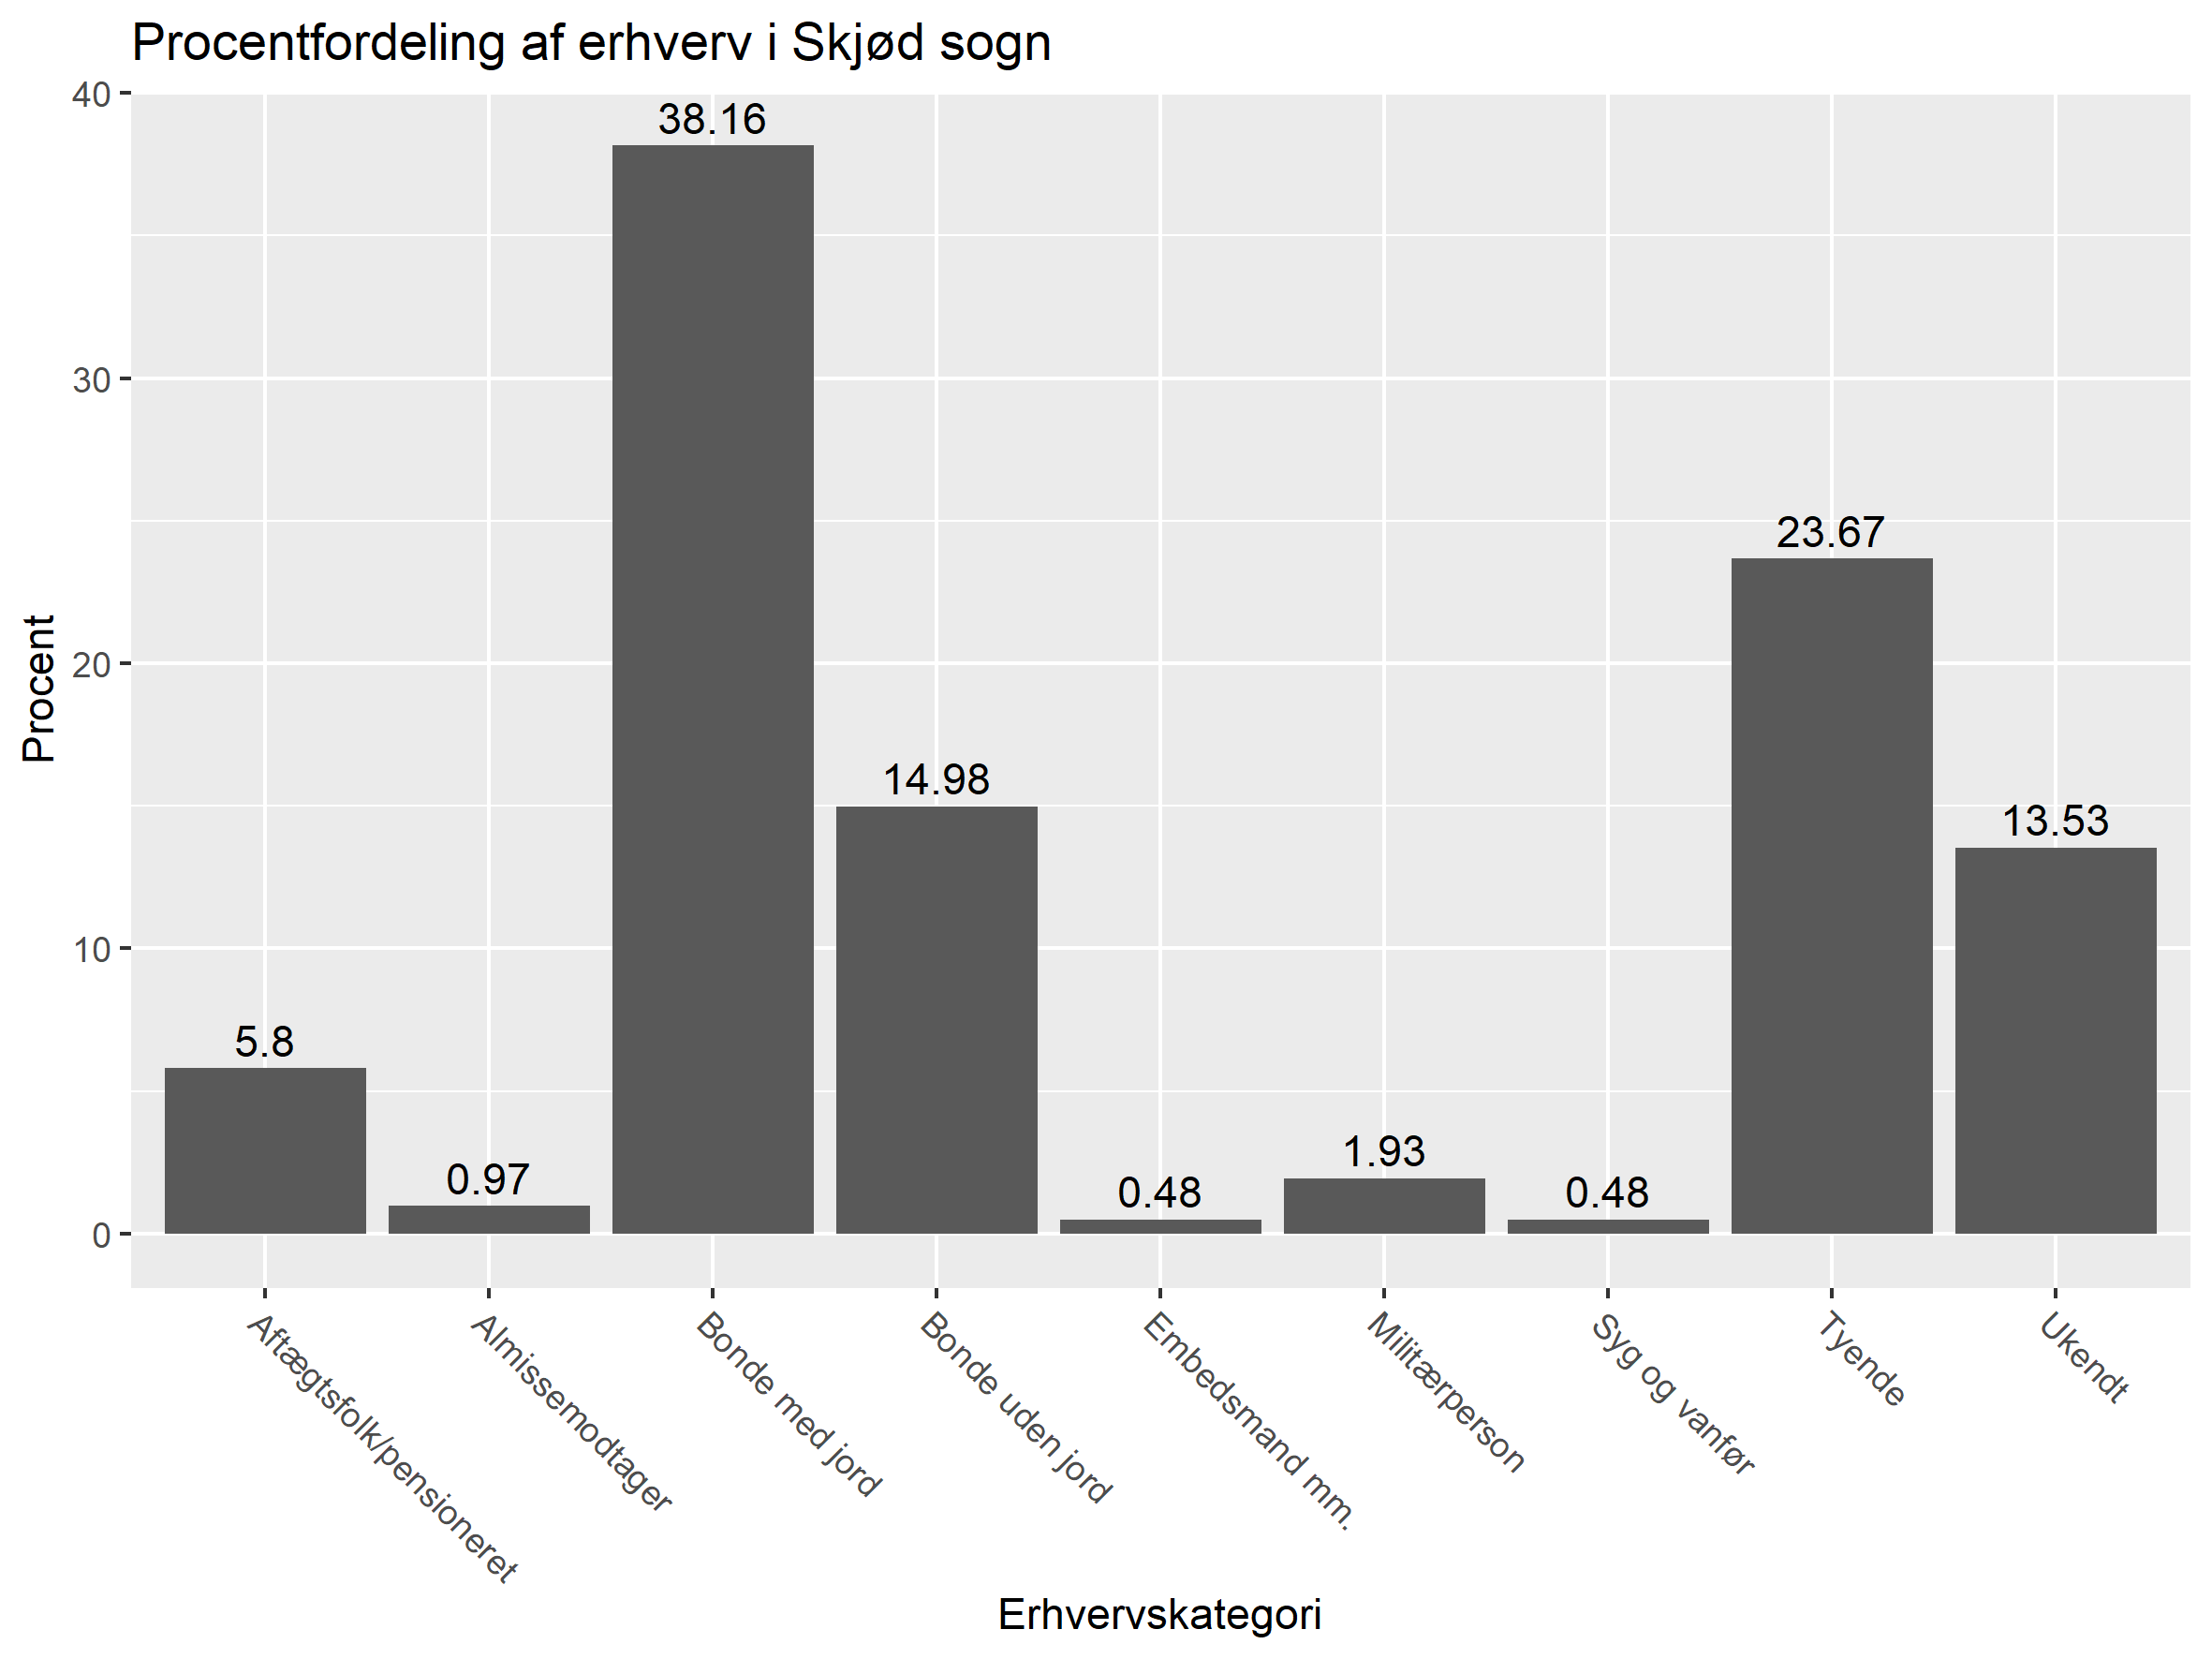 Procentfordeling af erhverv i Skjød sogn
40
30
20
10
0
Procent
5.8
0.97
38.16
14.98
0.48
1.93
0.48
23.67
13.53
Aftægtsfolk/pensioneret
Almissemodtager
Bonde med jord
Bonde uden jord
Embedsmand mm.
Militærperson
Syg og vanfør
Tyende
Ukendt
Erhvervskategori